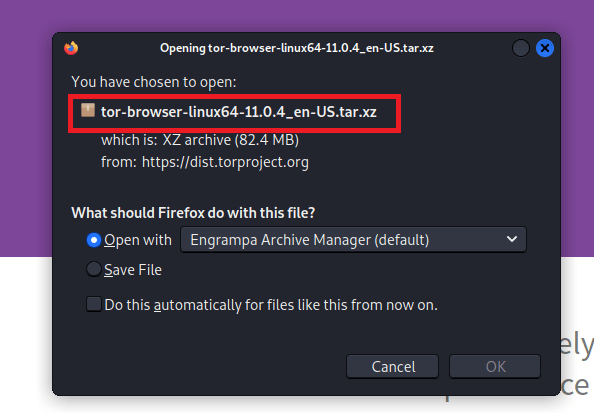 Opening tor-browser-linux64-11.0.4_en-US.tar.xz
You have chosen to open:
tor-browser-linux64-11.0.4_en-US.tar.xz
which is: XZ archive (82.4 MB)
from: https://dist.torproject.org
What should Firefox do with this file?
Open with Engrampa Archive Manager (default)
Save File
Do this automatically for files like this from now on.
Cancel OK